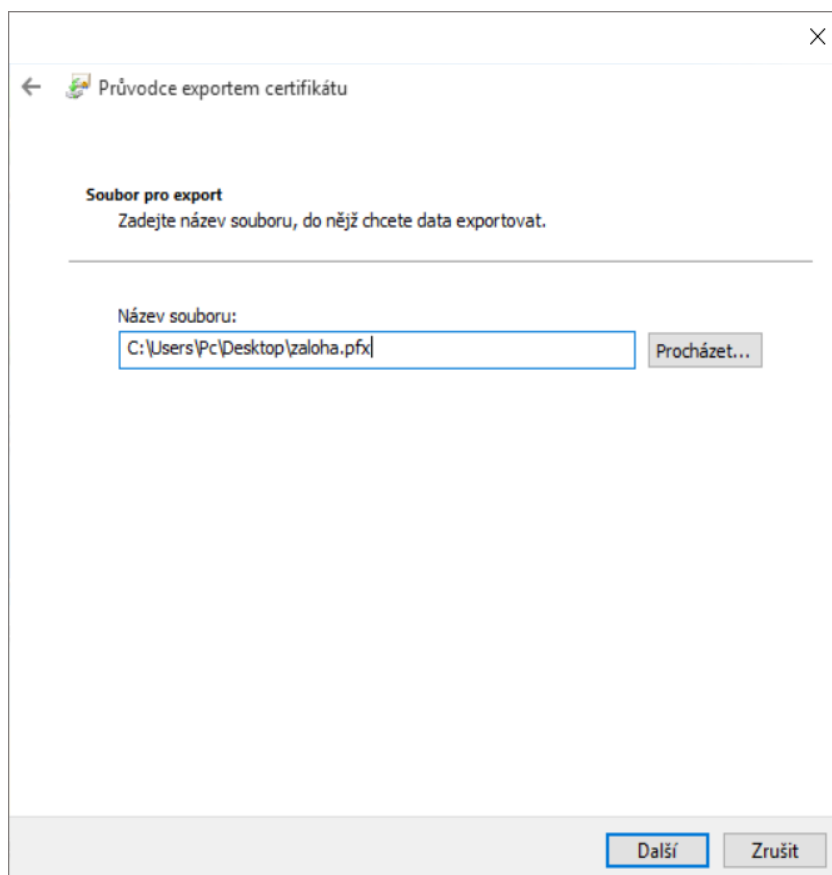 Průvodce exportem certifikátu
Soubor pro export
Zadejte název souboru, do nějž chcete data exportovat.
Název souboru:
C:\Users\Pc\Desktop\zaloha.pfx
Procházet...
Další
Zrušit